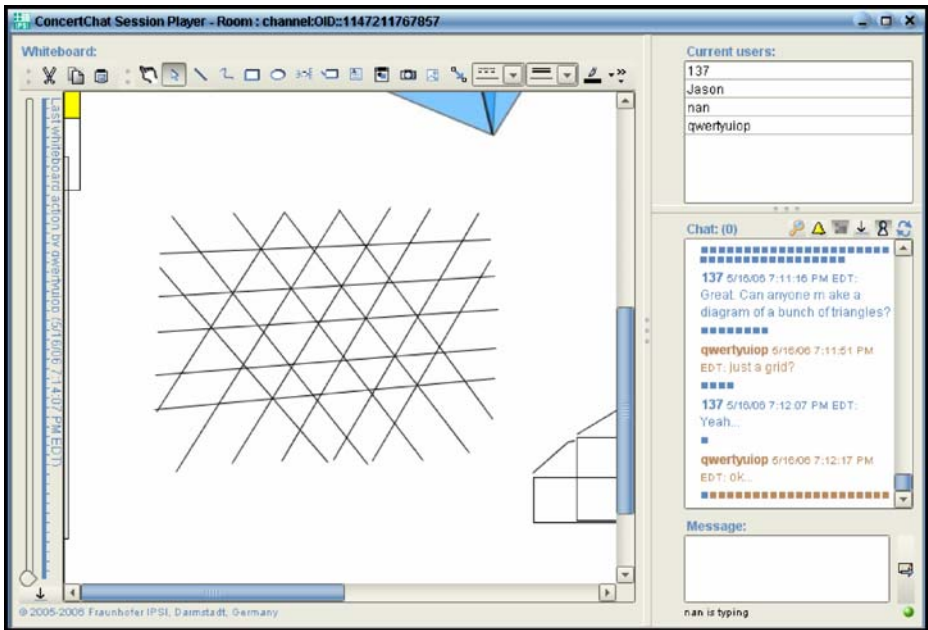 ConcertChat Session Player - Room : channel:OID::1147211767857
Whiteboard:
Last whiteboard action by qwertyuiop (5/16/06 7:14:07 PM EDT)
© 2005-2006 Fraunhofer IPSI, Darmstadt, Germany
Current users:
137
Jason
nan
qwertyuiop
Chat: (0)
137 5/16/06 7:11:16 PM EDT:
Great. Can anyone m ake a
diagram of a bunch of triangles?
qwertyuiop 5/16/06 7:11:51 PM
EDT: just a grid?
137 5/16/06 7:12:07 PM EDT:
Yeah...
qwertyuiop 5/16/06 7:12:17 PM
EDT: ok...
Message:
nan is typing